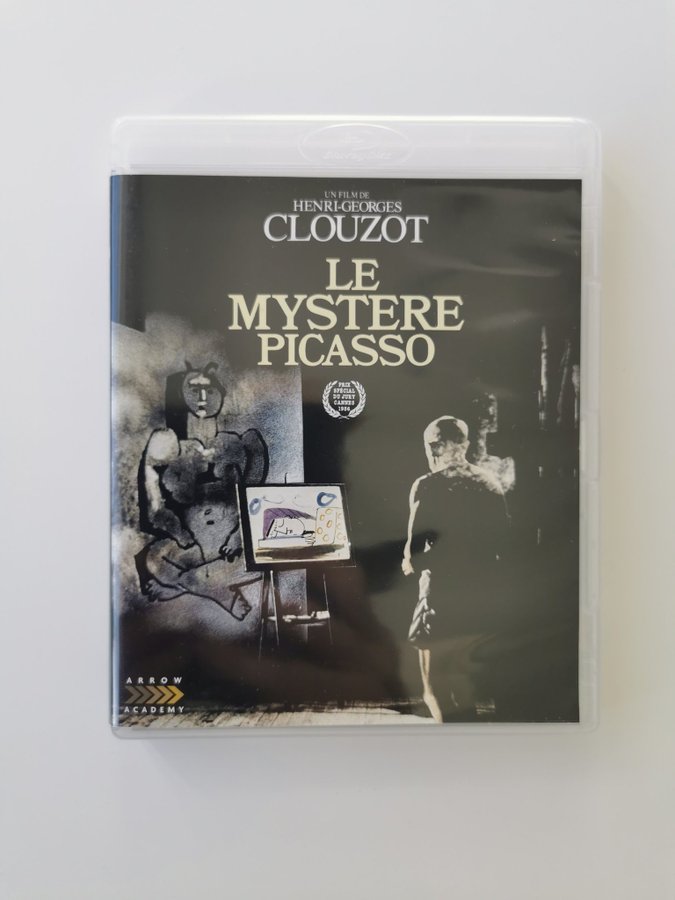 UN FILM DE
HENRI-GEORGES
CLOUZOT
LE
MYSTERE
PICASSO
PRIX
SPÉCIAL
DU JURY
CANNES
1956
ARROW
ACADEMY